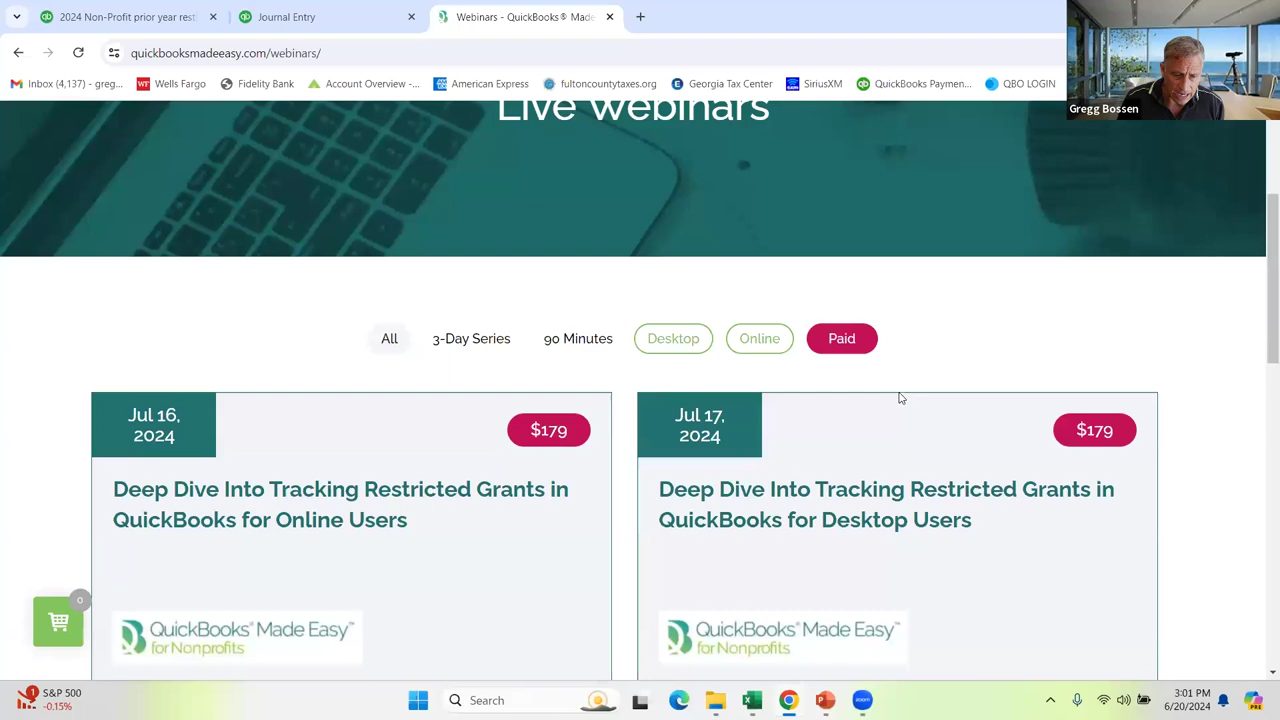 2024 Non-Profit prior year rest
Journal Entry
Webinars - QuickBooks® Made
quickbooksmadeeasy.com/webinars/
Inbox (4,137) - greg...
Wells Fargo
Fidelity Bank
Account Overview -...
American Express
fultoncountytaxes.org
Georgia Tax Center
SiriusXM
QuickBooks Paymen...
QBO LOGIN
Gregg Bossen
Live Webinars
All
3-Day Series
90 Minutes
Desktop
Online
Paid
Jul 16,
2024
$179
Deep Dive Into Tracking Restricted Grants in
QuickBooks for Online Users
QuickBooks® Made Easy™
for Nonprofits
Jul 17,
2024
$179
Deep Dive Into Tracking Restricted Grants in
QuickBooks for Desktop Users
QuickBooks® Made Easy™
for Nonprofits
0
1
S&P 500
-0.15%
Search
3:01 PM
6/20/2024
PRE